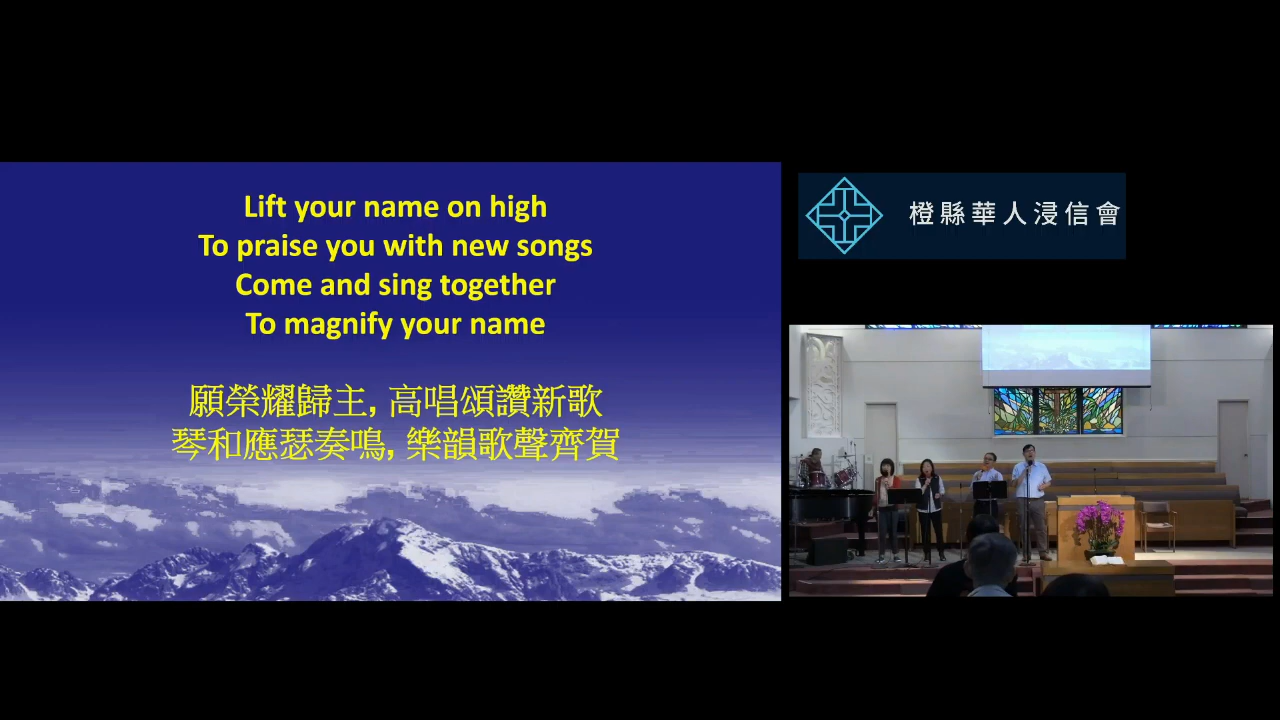 Lift your name on high
To praise you with new songs
Come and sing together
To magnify your name
願榮耀歸主, 高唱頌讚新歌
琴和應瑟奏鳴, 樂韻歌聲齊賀
橙縣華人浸信會